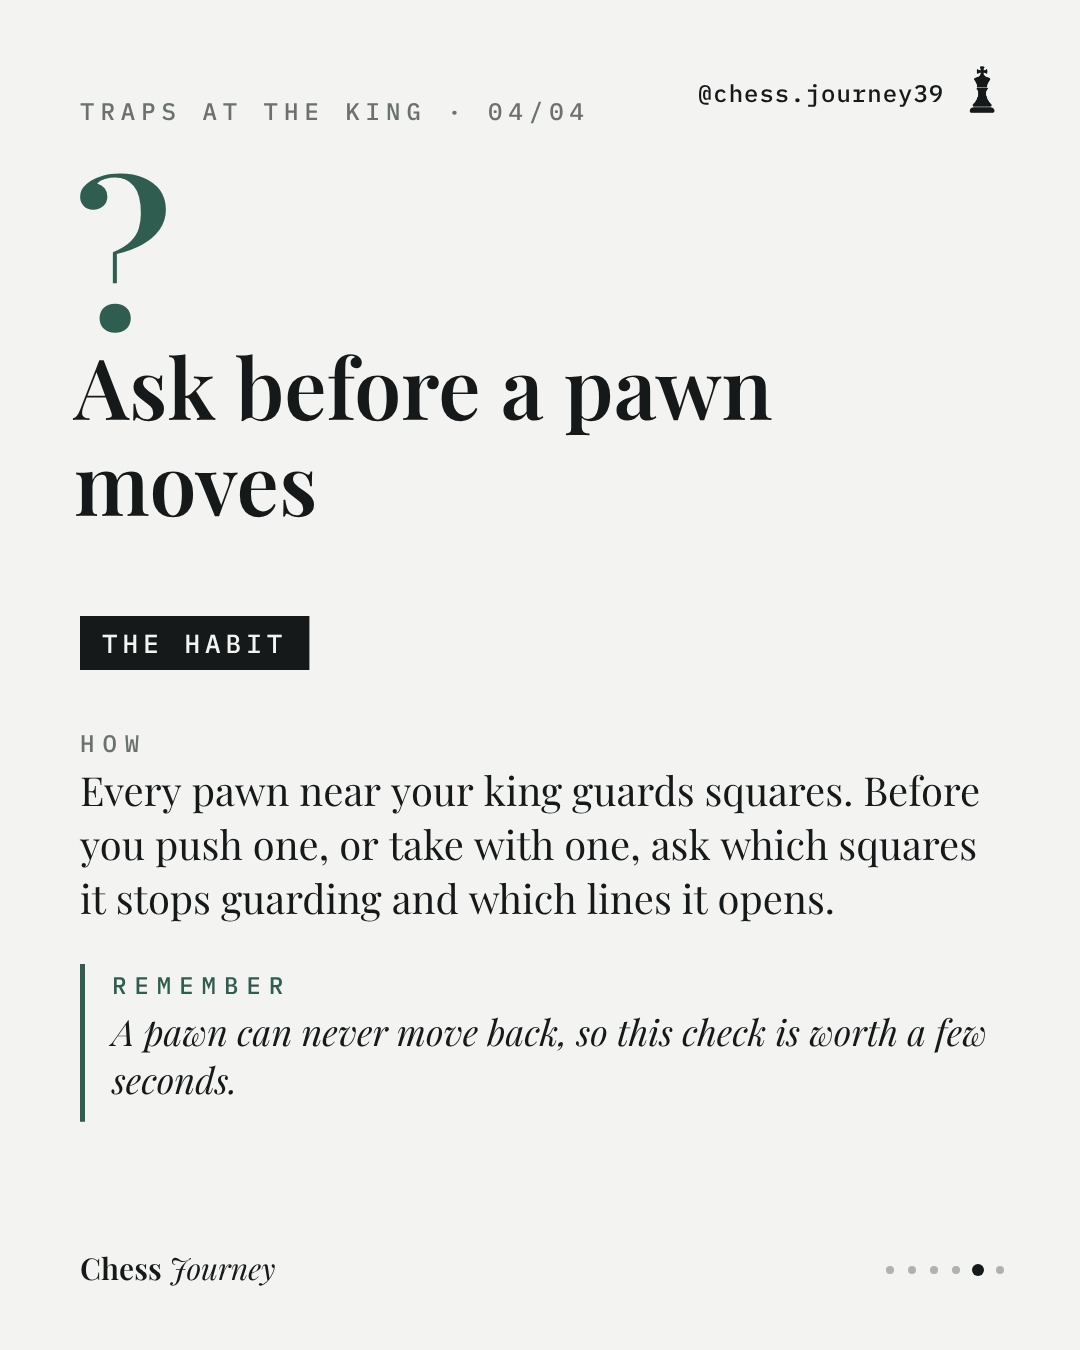 TRAPS AT THE KING · 04/04
@chess.journey39
?
Ask before a pawn
moves
THE HABIT
HOW
Every pawn near your king guards squares. Before
you push one, or take with one, ask which squares
it stops guarding and which lines it opens.
REMEMBER
A pawn can never move back, so this check is worth a few
seconds.
Chess Journey